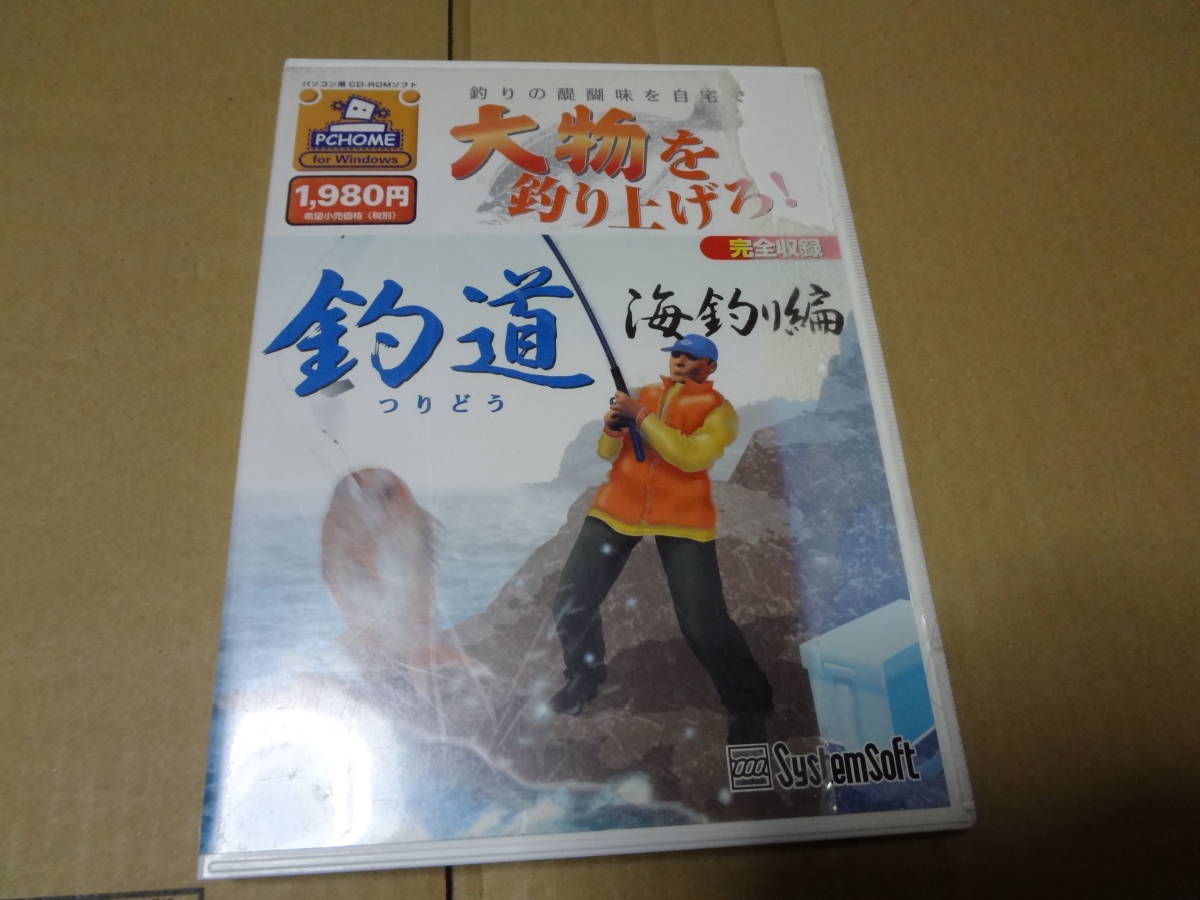 パソコン用 CD-ROMソフト
PCHOME
for Windows
1,980円
希望小売価格（税別）
釣りの醍醐味を自宅で
大物を
釣り上げろ！
完全収録
釣道
つりどう
海釣り編
SystemSoft